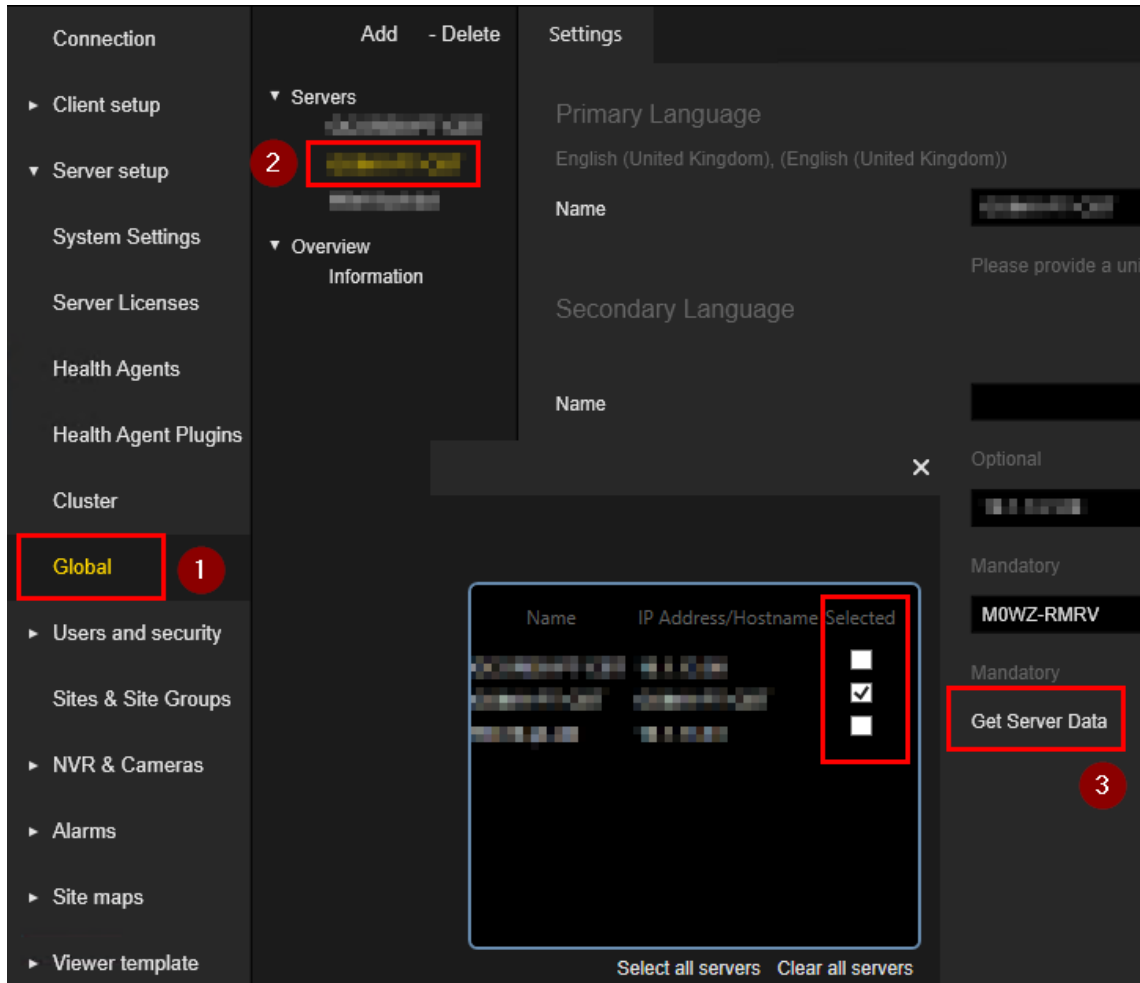 Connection
► Client setup
▼ Server setup
System Settings
Server Licenses
Health Agents
Health Agent Plugins
Cluster
Global
1
► Users and security
Sites & Site Groups
► NVR & Cameras
► Alarms
► Site maps
► Viewer template
Add - Delete
▼ Servers
2
▼ Overview
Information
Settings
Primary Language
English (United Kingdom), (English (United Kingdom))
Name
Please provide a uni
Secondary Language
Name
Optional
Mandatory
M0WZ-RMRV
Mandatory
Get Server Data
3
×
Name IP Address/Hostname Selected
Select all servers Clear all servers